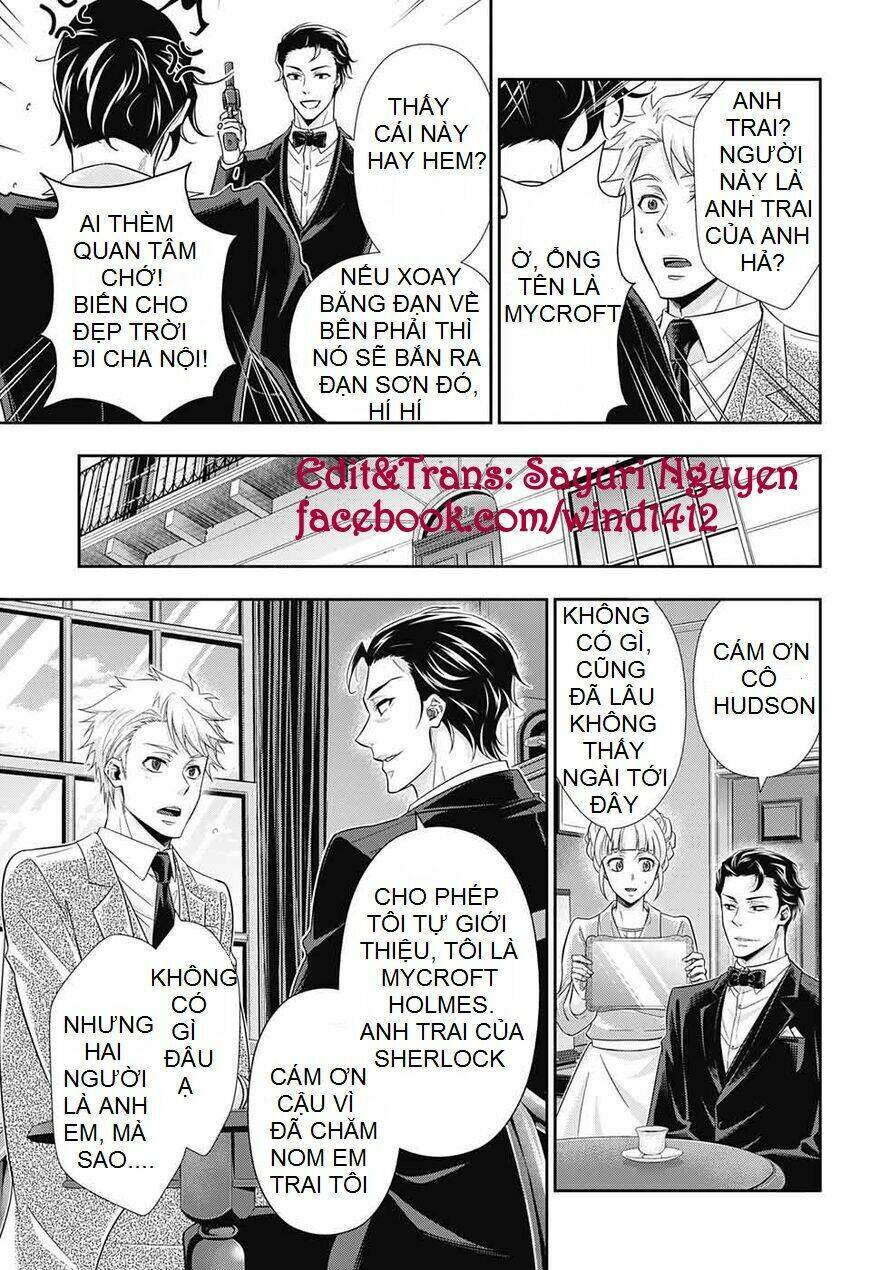 ANH
TRAI?
NGƯỜI
NÀY LÀ
ANH TRAI
CỦA ANH
HẢ?
Ờ, ỔNG
TÊN LÀ
MYCROFT
THẤY
CÁI NÀY
HAY HEM?
NẾU XOAY
BĂNG ĐẠN VỀ
BÊN PHẢI THÌ
NÓ SẼ BẮN RA
ĐẠN SƠN ĐÓ,
HÍ HÍ
AI THÈM
QUAN TÂM
CHỚ!
BIẾN CHO
ĐẸP TRỜI
ĐI CHA NỘI!
Edit&Trans: Sayuri Nguyen
facebook.com/wind1412
CÁM ƠN
CÔ
HUDSON
KHÔNG
CÓ GÌ,
CŨNG
ĐÃ LÂU
KHÔNG
THẤY
NGÀI TỚI
ĐÂY
CHO PHÉP
TÔI TỰ GIỚI
THIỆU, TÔI LÀ
MYCROFT
HOLMES.
ANH TRAI CỦA
SHERLOCK
CÁM ƠN
CẬU VÌ
ĐÃ CHĂM
NOM EM
TRAI TÔI
KHÔNG
CÓ
GÌ
ĐÂU
Ạ
NHƯNG
HAI
NGƯỜI
LÀ ANH
EM, MÀ
SAO....